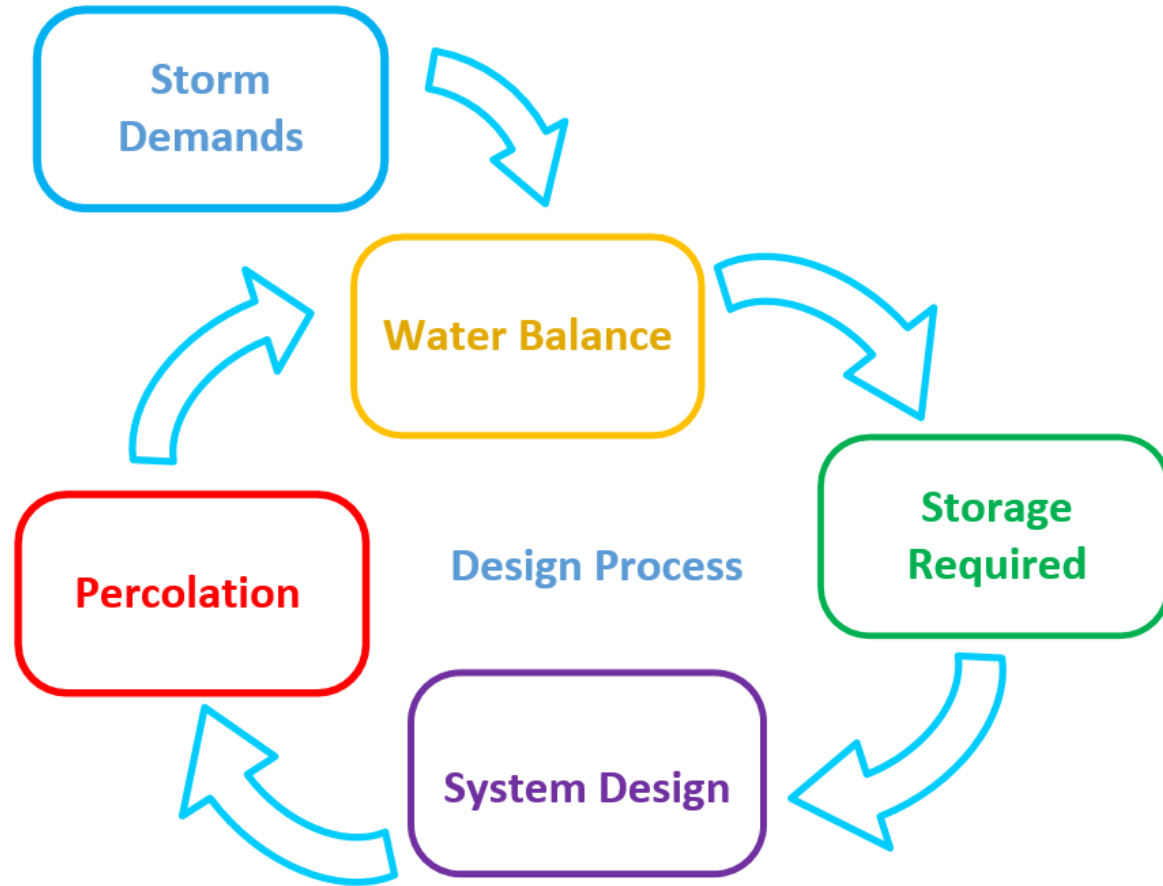 Storm
Demands
Water Balance
Storage
Required
Design Process
Percolation
System Design